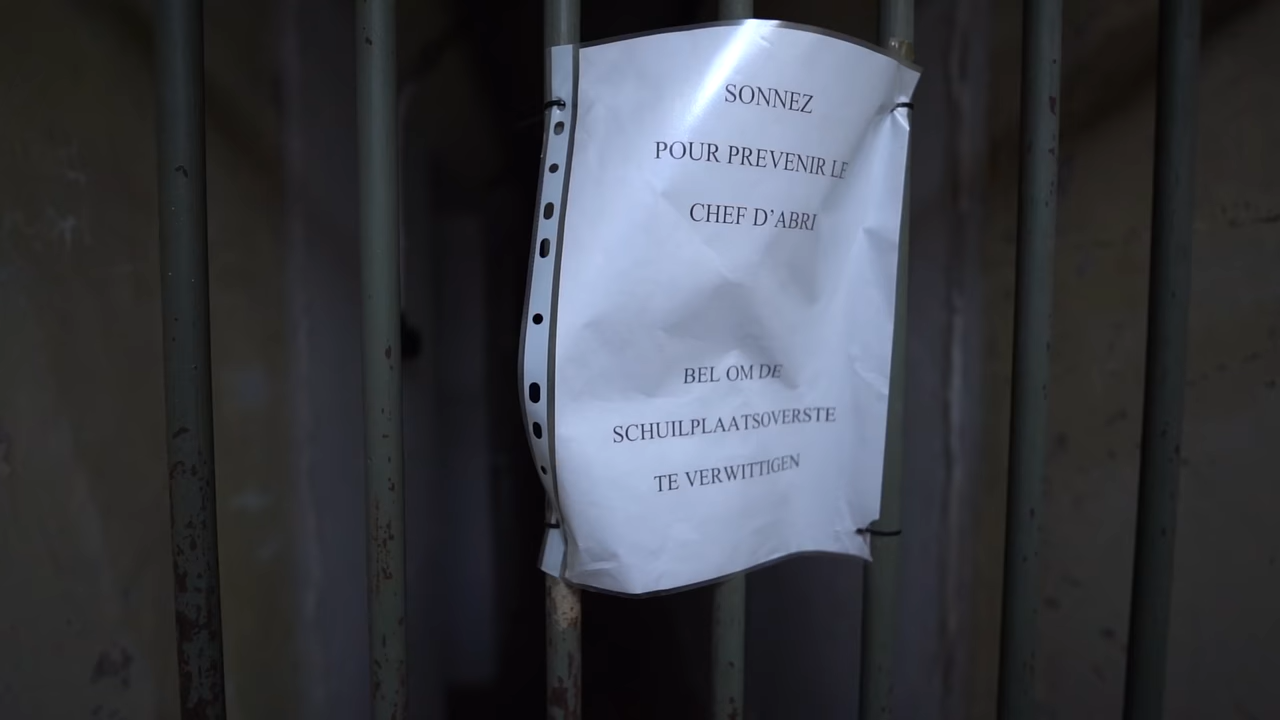 SONNEZ
POUR PREVENIR LE
CHEF D'ABRI
BEL OM DE
SCHUILPLAATSOVERSTE
TE VERWITTIGEN